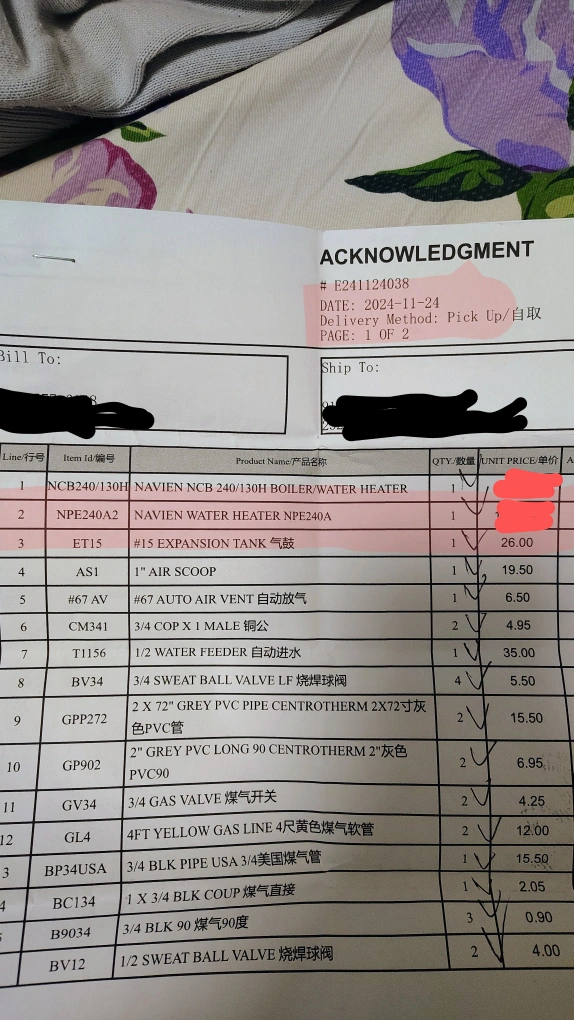 ACKNOWLEDGMENT
# E241124038
DATE: 2024-11-24
Delivery Method: Pick Up/自取
PAGE: 1 OF 2
Bill To:
Ship To:
Line/行号 Item Id/编号 Product Name/产品名称 QTY./数量 UNIT PRICE/单价 A
1 NCB240/130H NAVIEN NCB 240/130H BOILER/WATER HEATER 1
2 NPE240A2 NAVIEN WATER HEATER NPE240A 1
3 ET15 #15 EXPANSION TANK 气鼓 1 26.00
4 AS1 1" AIR SCOOP 1 19.50
5 #67 AV #67 AUTO AIR VENT 自动放气 1 6.50
6 CM341 3/4 COP X 1 MALE 铜公 2 4.95
7 T1156 1/2 WATER FEEDER 自动进水 1 35.00
8 BV34 3/4 SWEAT BALL VALVE LF 烧焊球阀 4 5.50
9 GPP272 2 X 72" GREY PVC PIPE CENTROTHERM 2X72寸灰
色PVC管 2 15.50
10 GP902 2" GREY PVC LONG 90 CENTROTHERM 2"灰色
PVC90 2 6.95
11 GV34 3/4 GAS VALVE 煤气开关 2 4.25
12 GL4 4FT YELLOW GAS LINE 4尺黄色煤气软管 2 12.00
3 BP34USA 3/4 BLK PIPE USA 3/4美国煤气管 1 15.50
4 BC134 1 X 3/4 BLK COUP 煤气直接 1 2.05
B9034 3/4 BLK 90 煤气90度 3 0.90
BV12 1/2 SWEAT BALL VALVE 烧焊球阀 2 4.00